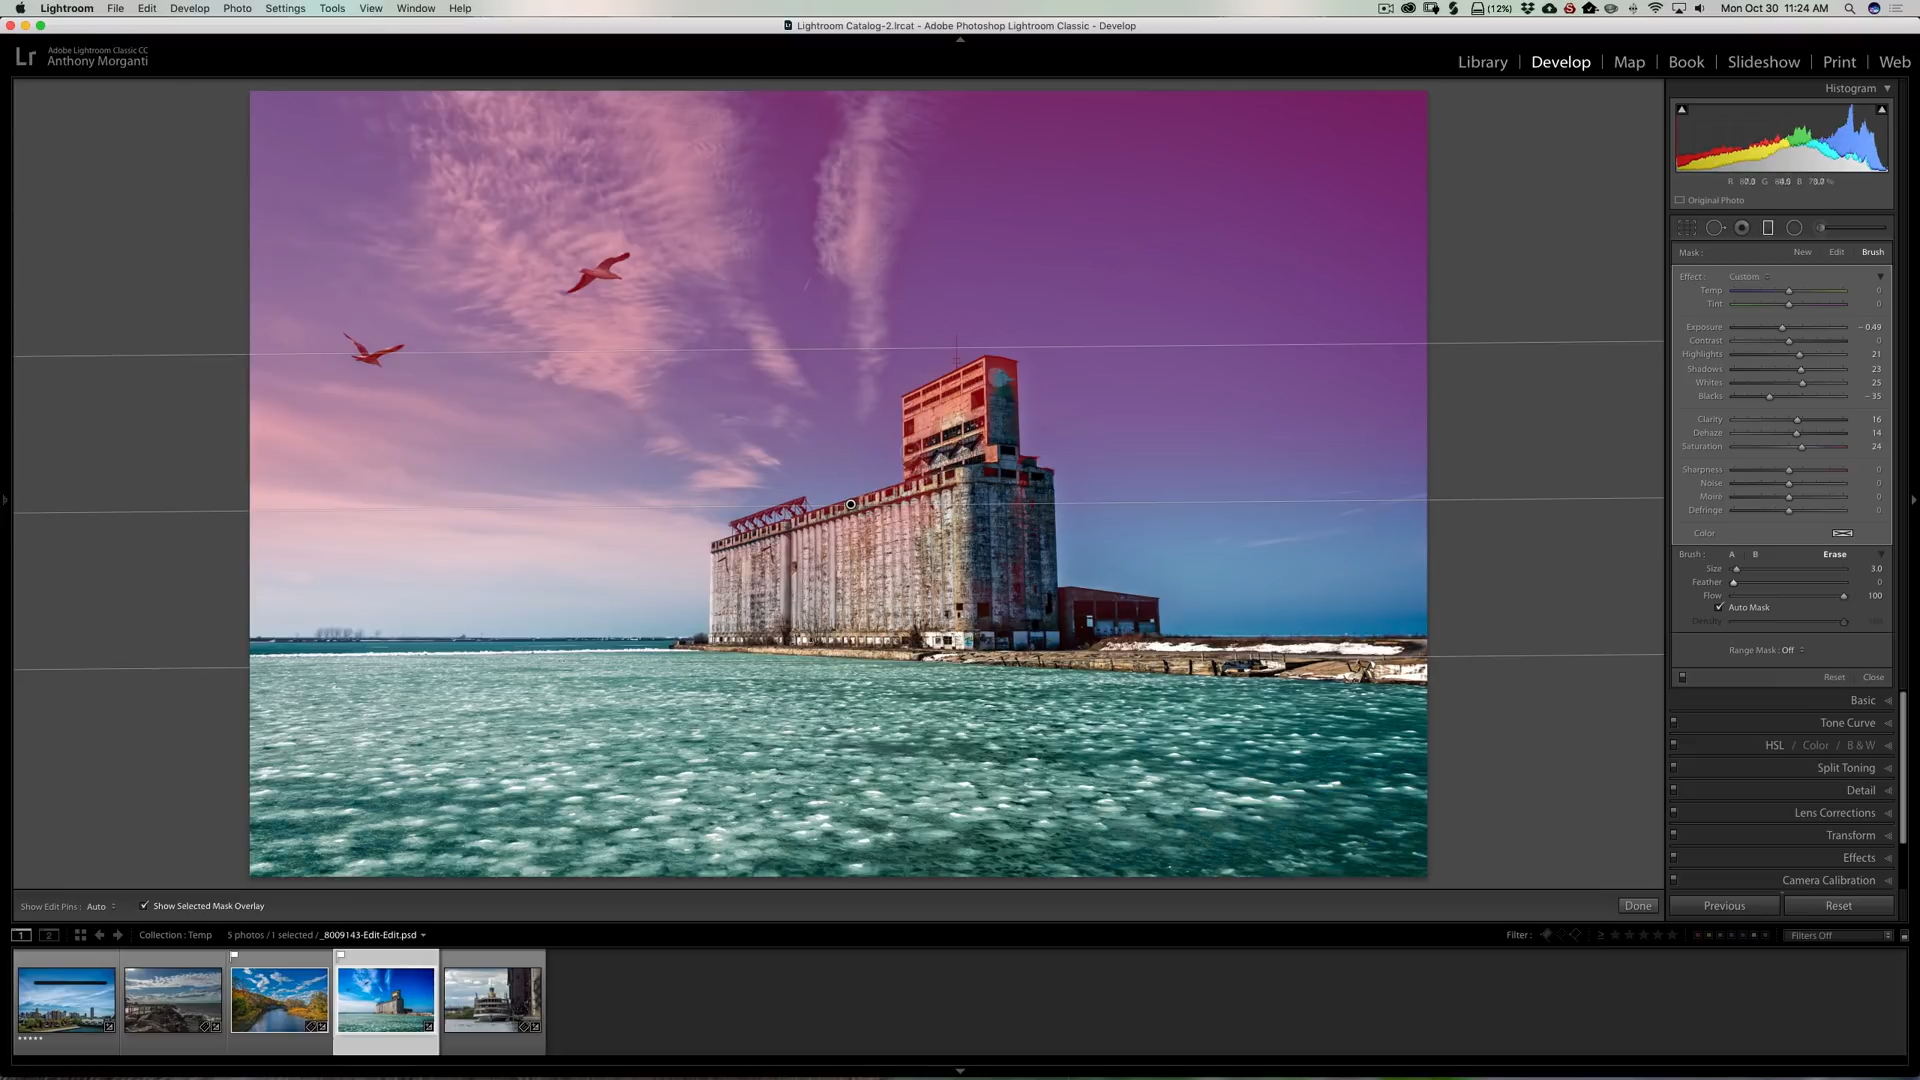 Lightroom File Edit Develop Photo Settings Tools View Window Help
(12%) Mon Oct 30 11:24 AM
Lightroom Catalog-2.lrcat - Adobe Photoshop Lightroom Classic - Develop
Lr Adobe Lightroom Classic CC
Anthony Morganti
Library | Develop | Map | Book | Slideshow | Print | Web
Histogram
R G B %
Original Photo
Mask : New Edit Brush
Effect : Custom
Temp 0
Tint 0
Exposure - 0.49
Contrast 0
Highlights 21
Shadows 23
Whites 25
Blacks - 35
Clarity 16
Dehaze 14
Saturation 24
Sharpness 0
Noise 0
Moiré 0
Defringe 0
Color
Brush : A B Erase
Size 3.0
Feather 0
Flow 100
Auto Mask
Density
Range Mask : Off
Reset Close
Basic
Tone Curve
HSL / Color / B & W
Split Toning
Detail
Lens Corrections
Transform
Effects
Camera Calibration
Previous Reset
Show Edit Pins : Auto Show Selected Mask Overlay Done
1 2 Collection : Temp 5 photos / 1 selected / _8009143-Edit-Edit.psd Filter : Filters Off